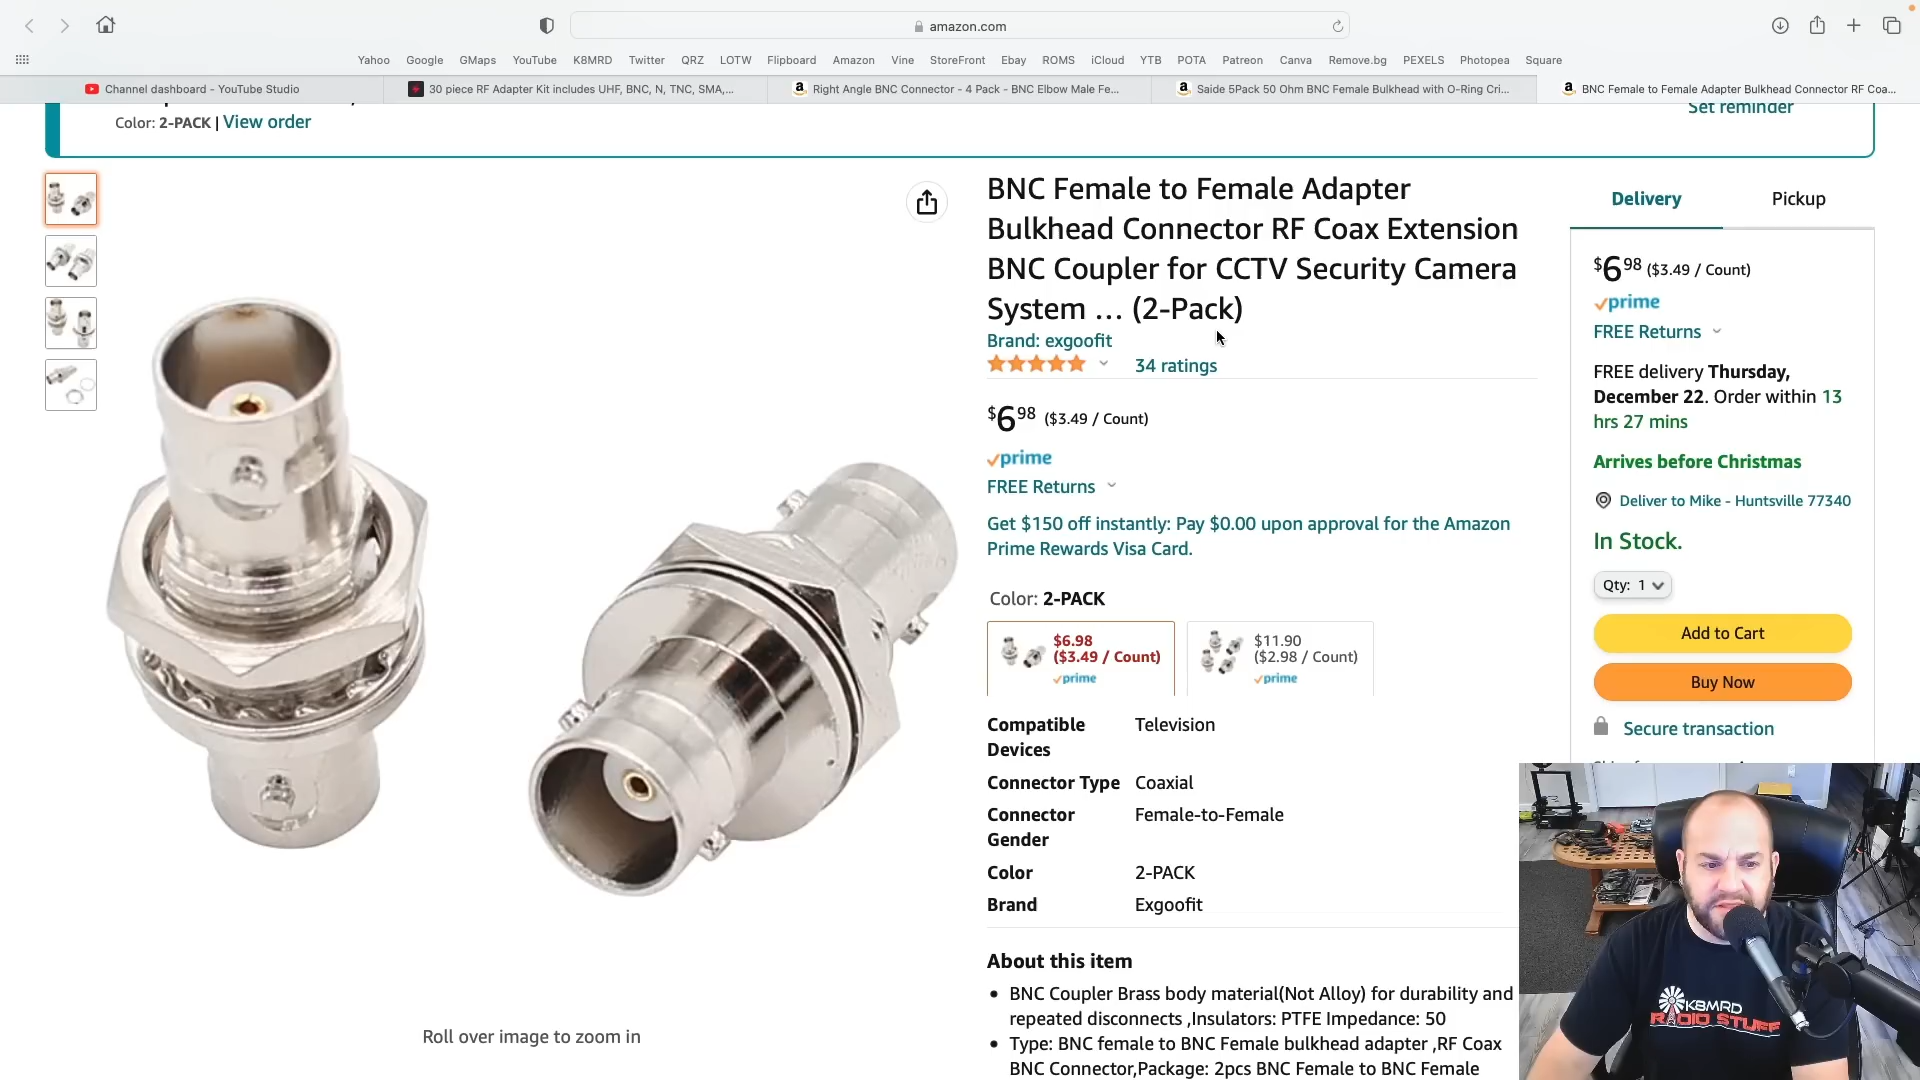 amazon.com
Yahoo Google GMaps YouTube K8MRD Twitter QRZ LOTW Flipboard Amazon Vine StoreFront Ebay ROMS iCloud YTB POTA Patreon Canva Remove.bg PEXELS Photopea Square
Channel dashboard - YouTube Studio
30 piece RF Adapter Kit includes UHF, BNC, N, TNC, SMA,...
Right Angle BNC Connector - 4 Pack - BNC Elbow Male Fe...
Saide 5Pack 50 Ohm BNC Female Bulkhead with O-Ring Cri...
BNC Female to Female Adapter Bulkhead Connector RF Coa...
Set reminder
Color: 2-PACK | View order
BNC Female to Female Adapter
Bulkhead Connector RF Coax Extension
BNC Coupler for CCTV Security Camera
System ... (2-Pack)
Brand: exgoofit
34 ratings
$6.98 ($3.49 / Count)
prime
FREE Returns
Get $150 off instantly: Pay $0.00 upon approval for the Amazon
Prime Rewards Visa Card.
Color: 2-PACK
$6.98
($3.49 / Count)
prime
$11.90
($2.98 / Count)
prime
Compatible Devices Television
Connector Type Coaxial
Connector Gender Female-to-Female
Color 2-PACK
Brand Exgoofit
About this item
• BNC Coupler Brass body material(Not Alloy) for durability and
repeated disconnects ,Insulators: PTFE Impedance: 50
• Type: BNC female to BNC Female bulkhead adapter ,RF Coax
BNC Connector,Package: 2pcs BNC Female to BNC Female
Roll over image to zoom in
Delivery Pickup
$6.98 ($3.49 / Count)
prime
FREE Returns
FREE delivery Thursday,
December 22. Order within 13
hrs 27 mins
Arrives before Christmas
Deliver to Mike - Huntsville 77340
In Stock.
Qty: 1
Add to Cart
Buy Now
Secure transaction
K8MRD
RADIO STUFF